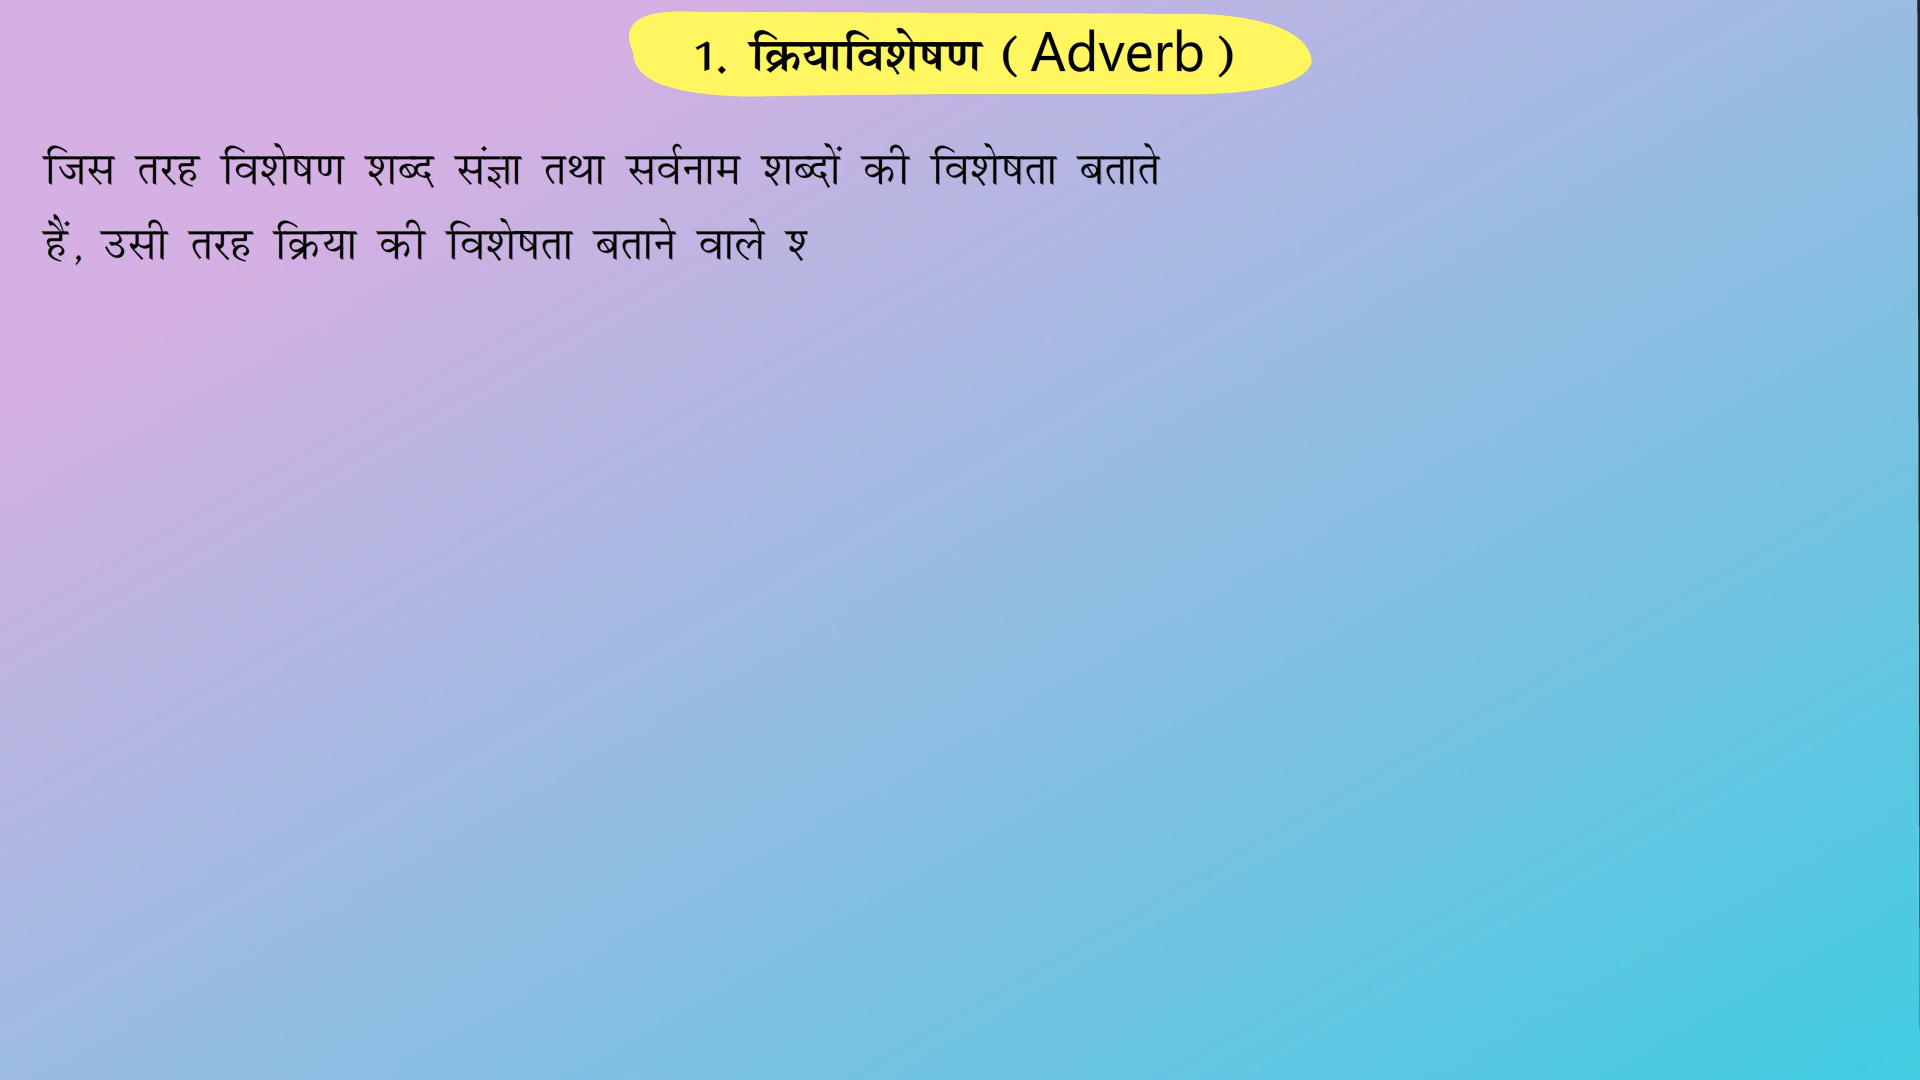 1. क्रियाविशेषण ( Adverb )
जिस तरह विशेषण शब्द संज्ञा तथा सर्वनाम शब्दों की विशेषता बताते
हैं, उसी तरह क्रिया की विशेषता बताने वाले श्